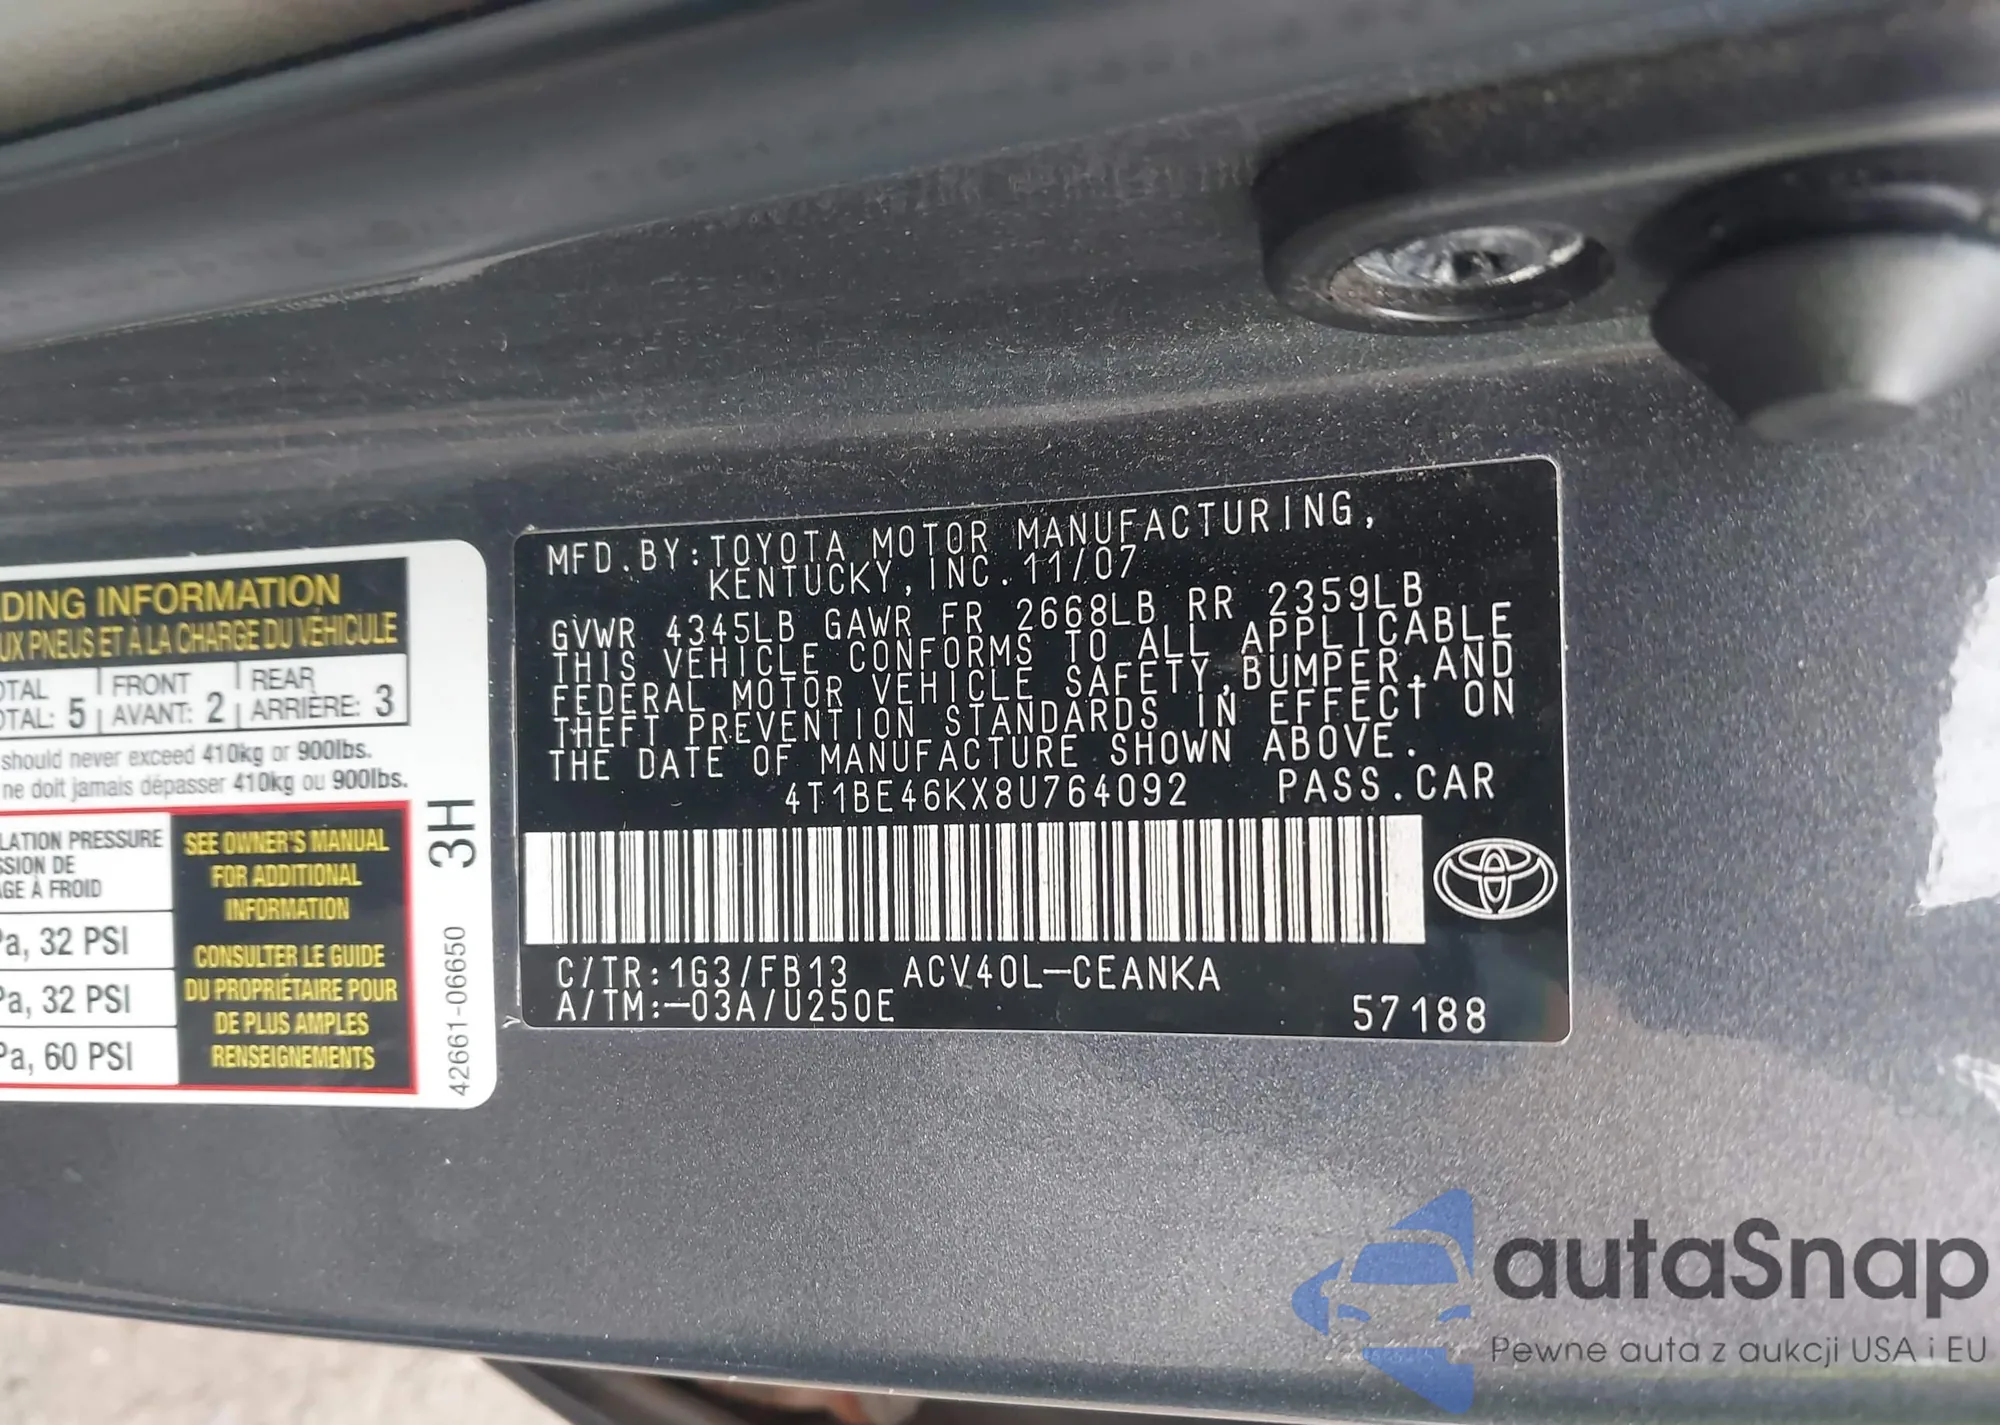 DING INFORMATION
UX PNEUS ET À LA CHARGE DU VÉHICULE
OTAL FRONT REAR
OTAL: 5 AVANT: 2 ARRIÈRE: 3
should never exceed 410kg or 900lbs.
ne doit jamais dépasser 410kg ou 900lbs.
LATION PRESSURE
SSION DE
GE À FROID
Pa, 32 PSI
Pa, 32 PSI
Pa, 60 PSI
SEE OWNER'S MANUAL
FOR ADDITIONAL
INFORMATION
CONSULTER LE GUIDE
DU PROPRIÉTAIRE POUR
DE PLUS AMPLES
RENSEIGNEMENTS
3H
42661-06650
MFD.BY:TOYOTA MOTOR MANUFACTURING,
KENTUCKY, INC. 11/07
GVWR 4345LB GAWR FR 2668LB RR 2359LB
THIS VEHICLE CONFORMS TO ALL APPLICABLE
FEDERAL MOTOR VEHICLE SAFETY,BUMPER,AND
THEFT PREVENTION STANDARDS IN EFFECT ON
THE DATE OF MANUFACTURE SHOWN ABOVE.
4T1BE46KX8U764092 PASS.CAR
C/TR:1G3/FB13 ACV40L-CEANKA
A/TM:-03A/U250E
57188
autaSnap
Pewne auta z aukcji USA i EU